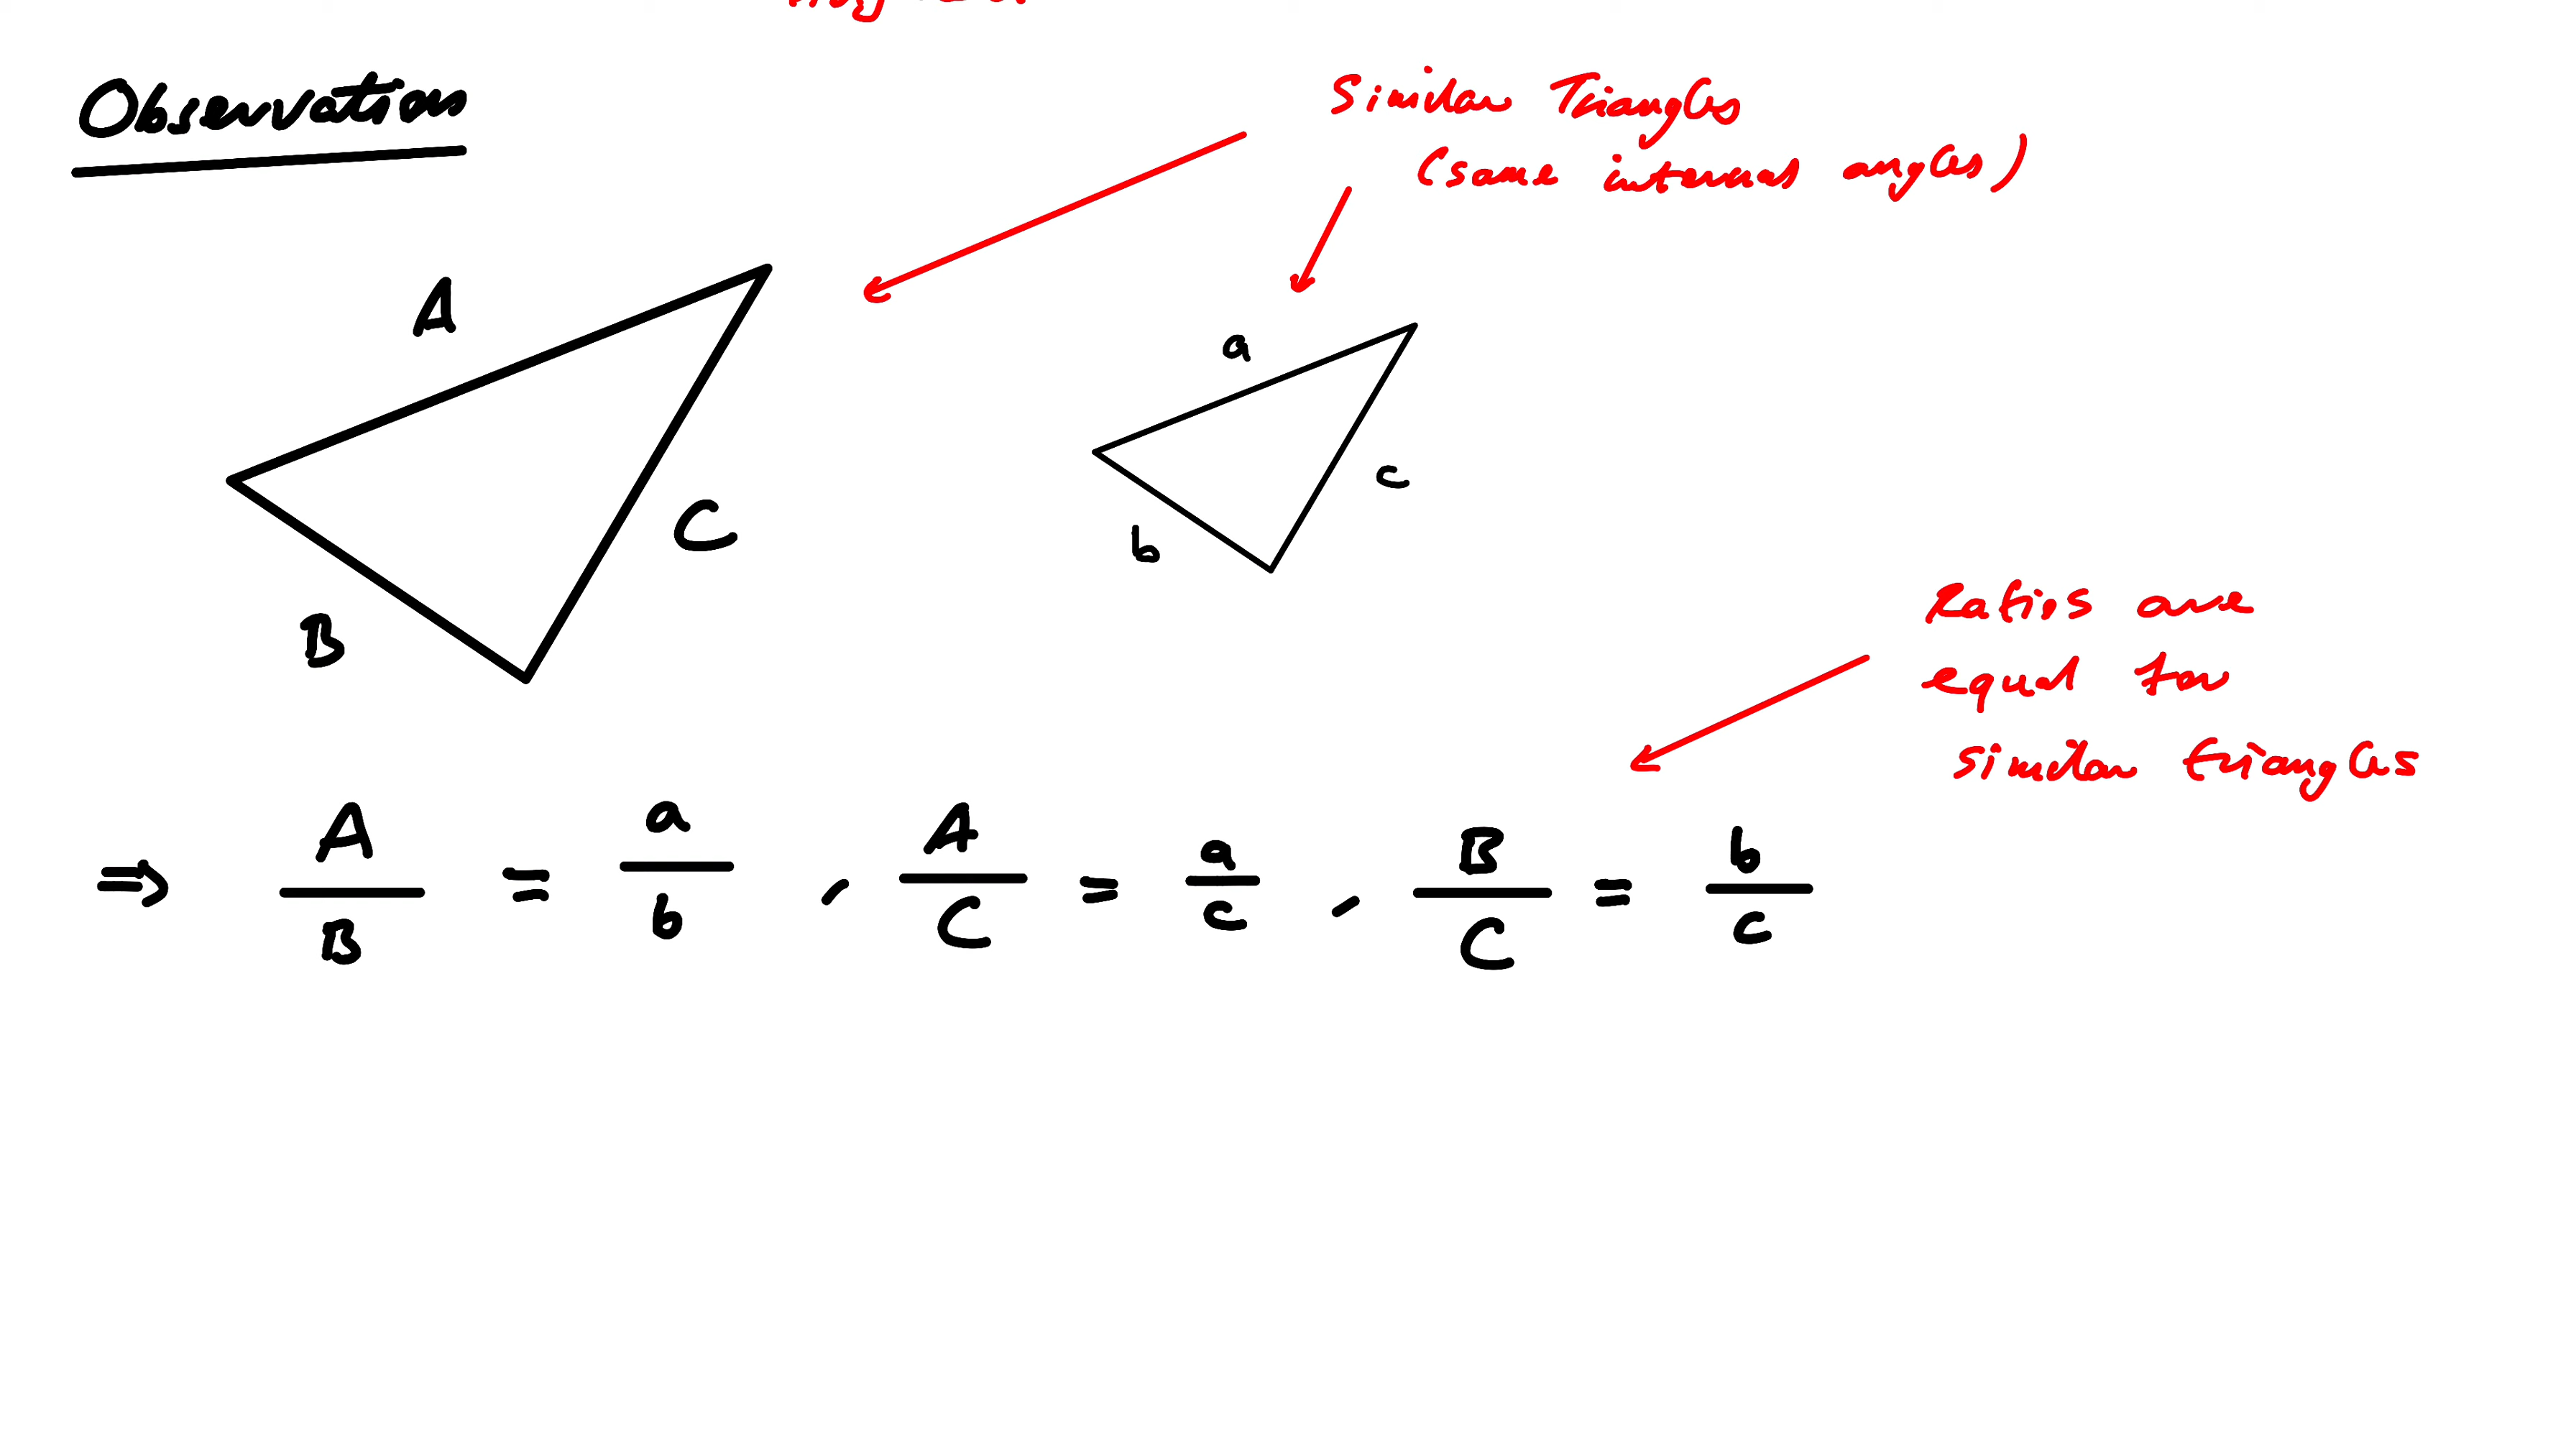 Observation
Similar Triangles
(same internal angles)
A
a
C
c
b
B
Ratios are
equal for
similar triangles
⇒ A/B = a/b , A/C = a/c , B/C = b/c